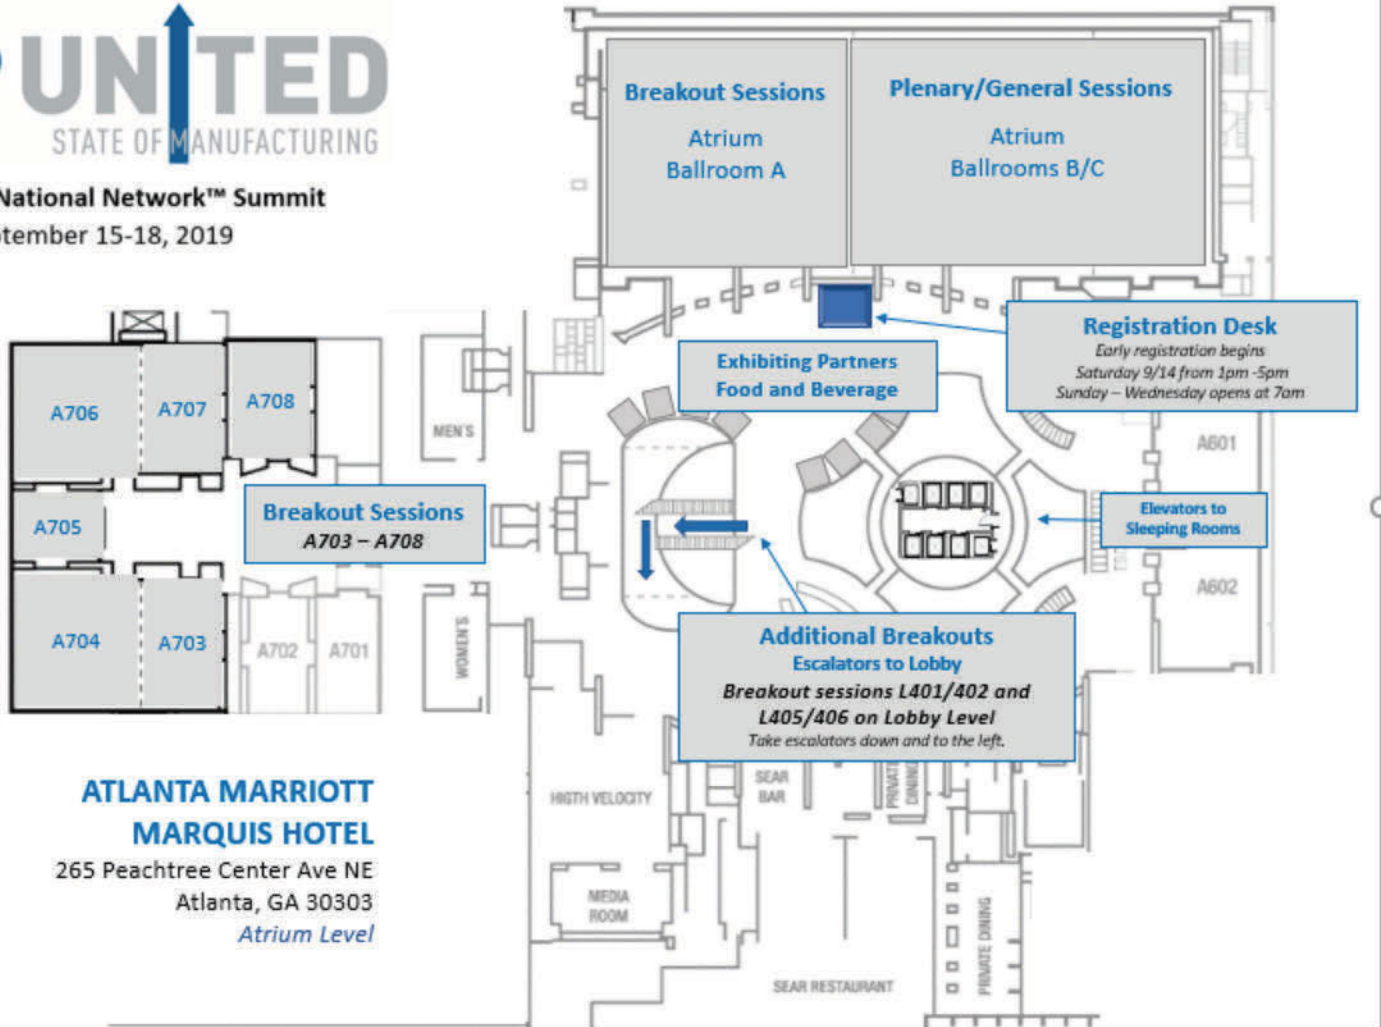 UNITED
STATE OF MANUFACTURING
National Network™ Summit
tember 15-18, 2019
Breakout Sessions
Atrium
Ballroom A
Plenary/General Sessions
Atrium
Ballrooms B/C
Registration Desk
Early registration begins
Saturday 9/14 from 1pm -5pm
Sunday – Wednesday opens at 7am
Exhibiting Partners
Food and Beverage
A706
A707
A708
MEN'S
A601
A705
Breakout Sessions
A703 – A708
Elevators to
Sleeping Rooms
A602
A704
A703
A702
A701
WOMEN'S
Additional Breakouts
Escalators to Lobby
Breakout sessions L401/402 and
L405/406 on Lobby Level
Take escalators down and to the left.
HIGTH VELOCITY
SEAR
BAR
PRIVATE
DINING
ATLANTA MARRIOTT
MARQUIS HOTEL
265 Peachtree Center Ave NE
Atlanta, GA 30303
Atrium Level
MEDIA
ROOM
PRIVATE DINING
SEAR RESTAURANT